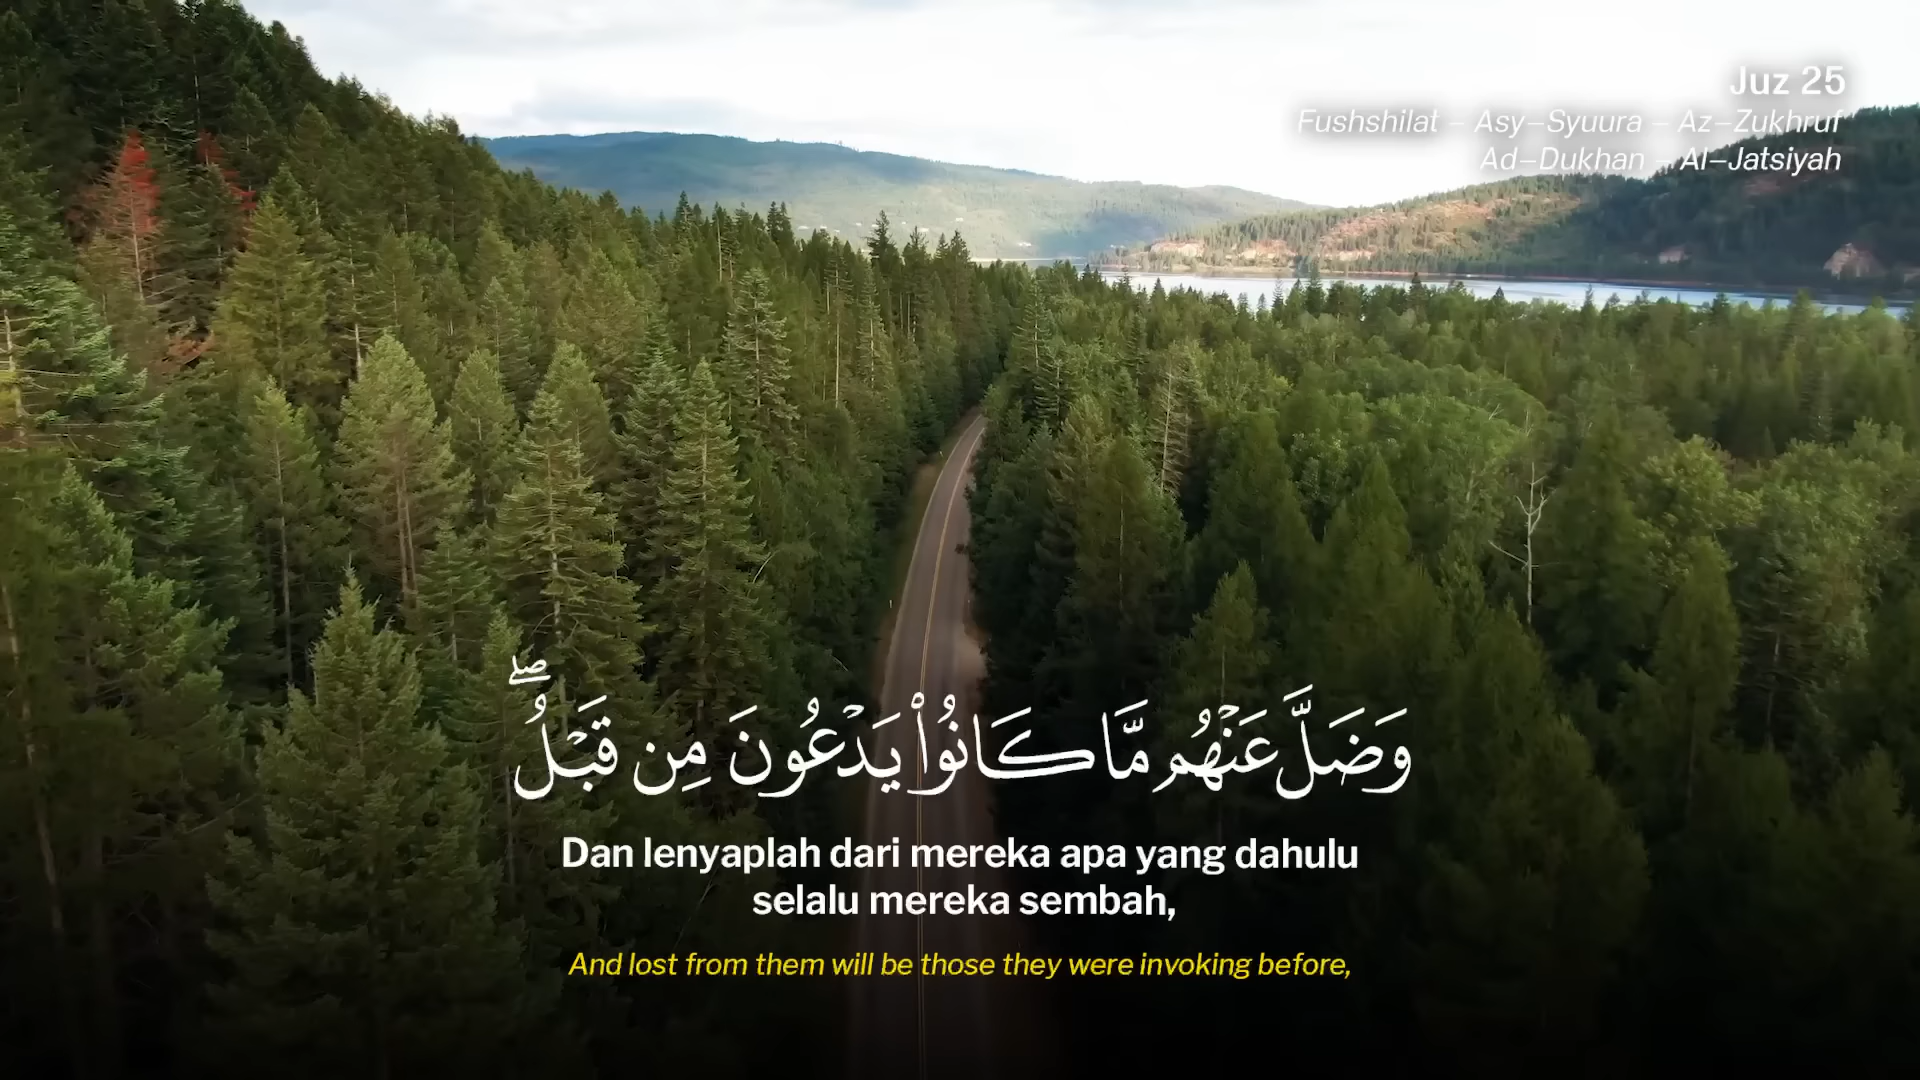 Juz 25
Fushshilat – Asy–Syuura – Az–Zukhruf
Ad–Dukhan – Al–Jatsiyah
وَضَلَّ عَنْهُم مَّا كَانُوا۟ يَدْعُونَ مِن قَبْلُ ۖ
Dan lenyaplah dari mereka apa yang dahulu
selalu mereka sembah,
And lost from them will be those they were invoking before,